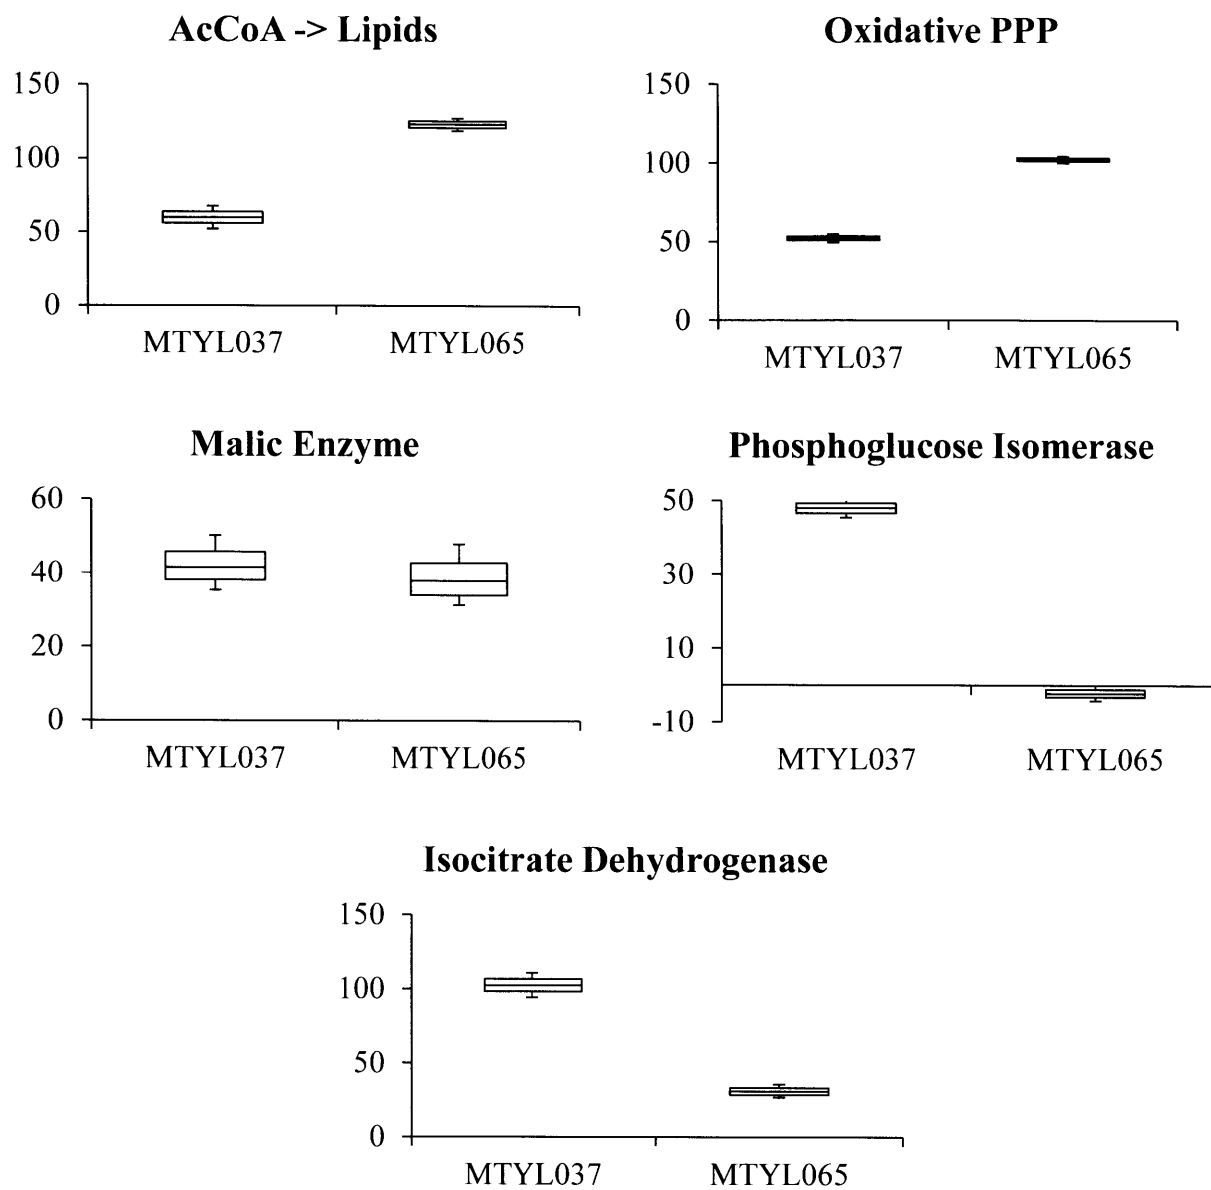 AcCoA -> Lipids
150
100
50
0
MTYL037 MTYL065
Oxidative PPP
150
100
50
0
MTYL037 MTYL065
Malic Enzyme
60
40
20
0
MTYL037 MTYL065
Phosphoglucose Isomerase
50
30
10
-10
MTYL037 MTYL065
Isocitrate Dehydrogenase
150
100
50
0
MTYL037 MTYL065